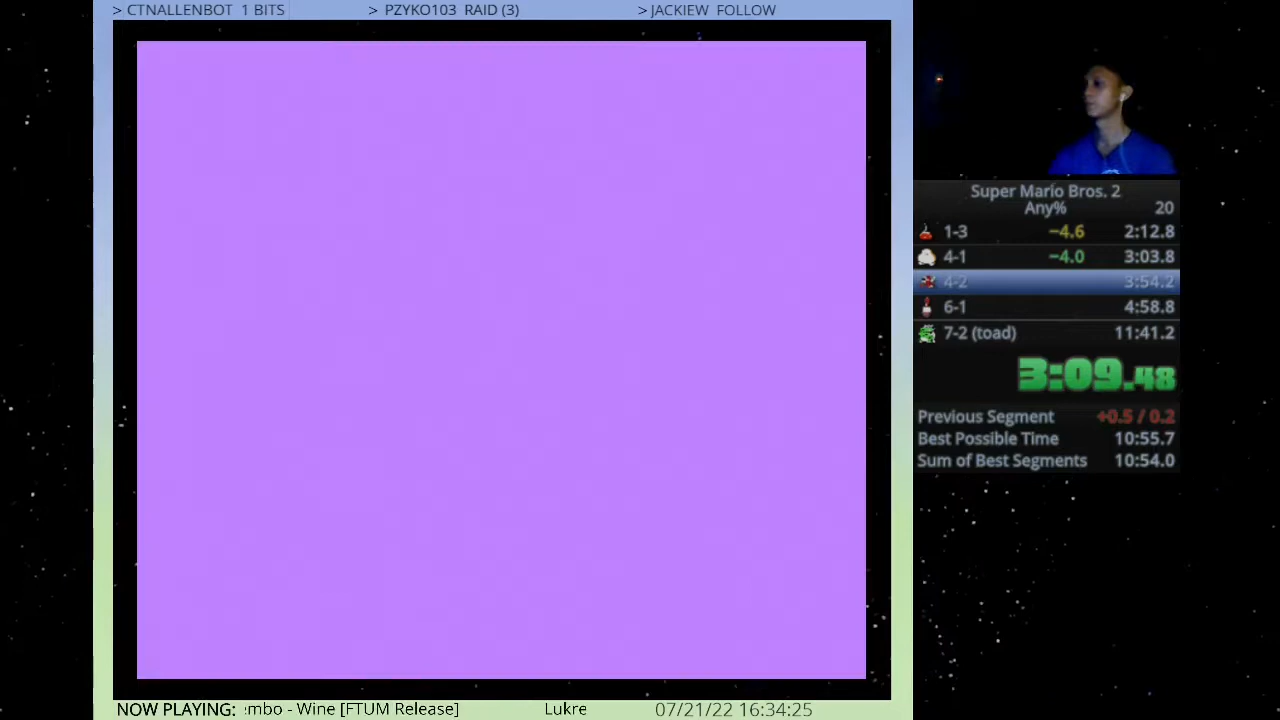 > CTNALLENBOT 1 BITS > PZYKO103 RAID (3) > JACKIEW FOLLOW
Super Mario Bros. 2
Any% 20
1-3 −4.6 2:12.8
4-1 −4.0 3:03.8
4-2 3:54.2
6-1 4:58.8
7-2 (toad) 11:41.2
3:09.48
Previous Segment +0.5 / 0.2
Best Possible Time 10:55.7
Sum of Best Segments 10:54.0
NOW PLAYING: mbo - Wine [FTUM Release] Lukre 07/21/22 16:34:25